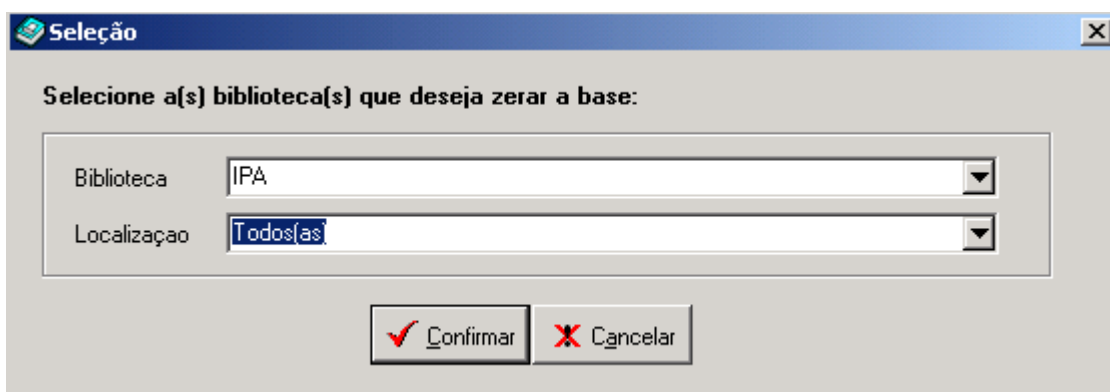 Seleção
Selecione a(s) biblioteca(s) que deseja zerar a base:
Biblioteca IPA
Localizaçao Todos(as)
Confirmar Cancelar